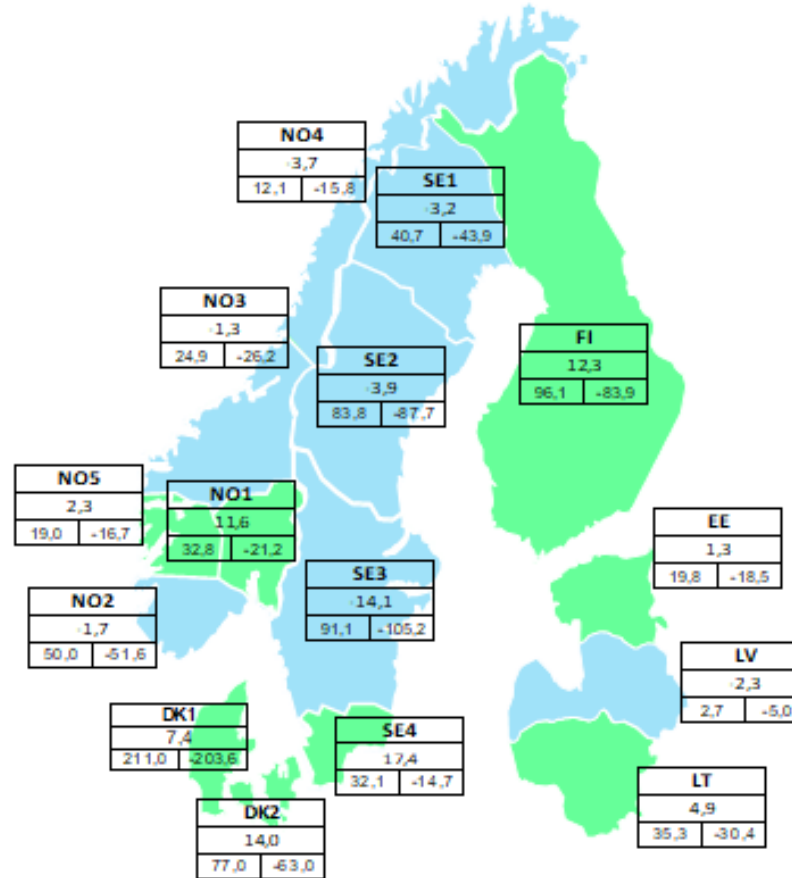 NO4
-3,7
12,1 -15,8
SE1
-3,2
40,7 -43,9
NO3
-1,3
24,9 -26,2
SE2
-3,9
83,8 -87,7
FI
12,3
96,1 -83,9
NO5
2,3
19,0 -16,7
NO1
11,6
32,8 -21,2
EE
1,3
19,8 -18,5
SE3
-14,1
91,1 -105,2
NO2
-1,7
50,0 -51,6
LV
-2,3
2,7 -5,0
DK1
7,4
211,0 -203,6
SE4
17,4
32,1 -14,7
LT
4,9
35,3 -30,4
DK2
14,0
77,0 -63,0